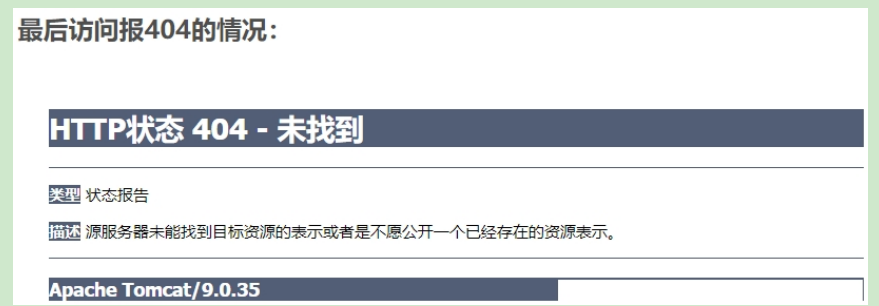 最后访问报404的情况：
HTTP状态 404 - 未找到
类型 状态报告
描述 源服务器未能找到目标资源的表示或者是不愿公开一个已经存在的资源表示。
Apache Tomcat/9.0.35